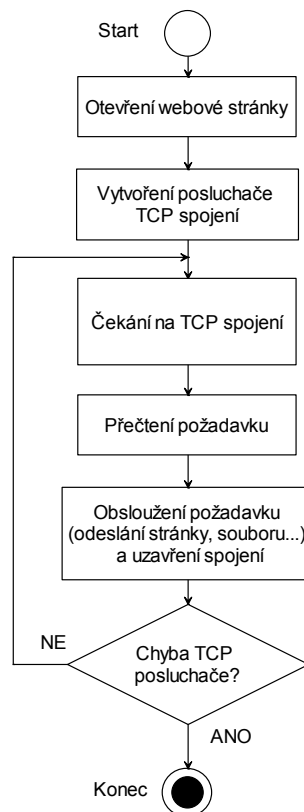 Start
Otevření webové stránky
Vytvoření posluchače
TCP spojení
Čekání na TCP spojení
Přečtení požadavku
Obsloužení požadavku
(odeslání stránky, souboru...)
a uzavření spojení
NE
Chyba TCP
posluchače?
ANO
Konec